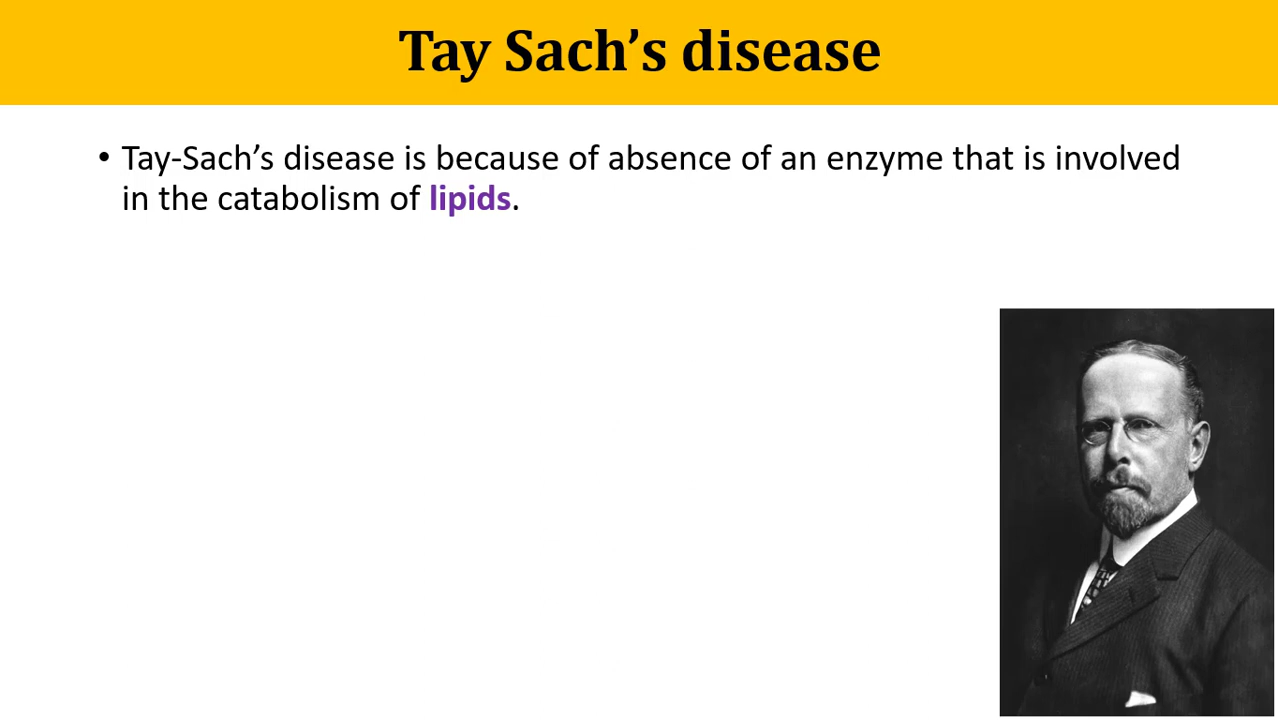 Tay Sach’s disease
• Tay-Sach’s disease is because of absence of an enzyme that is involved
in the catabolism of lipids.